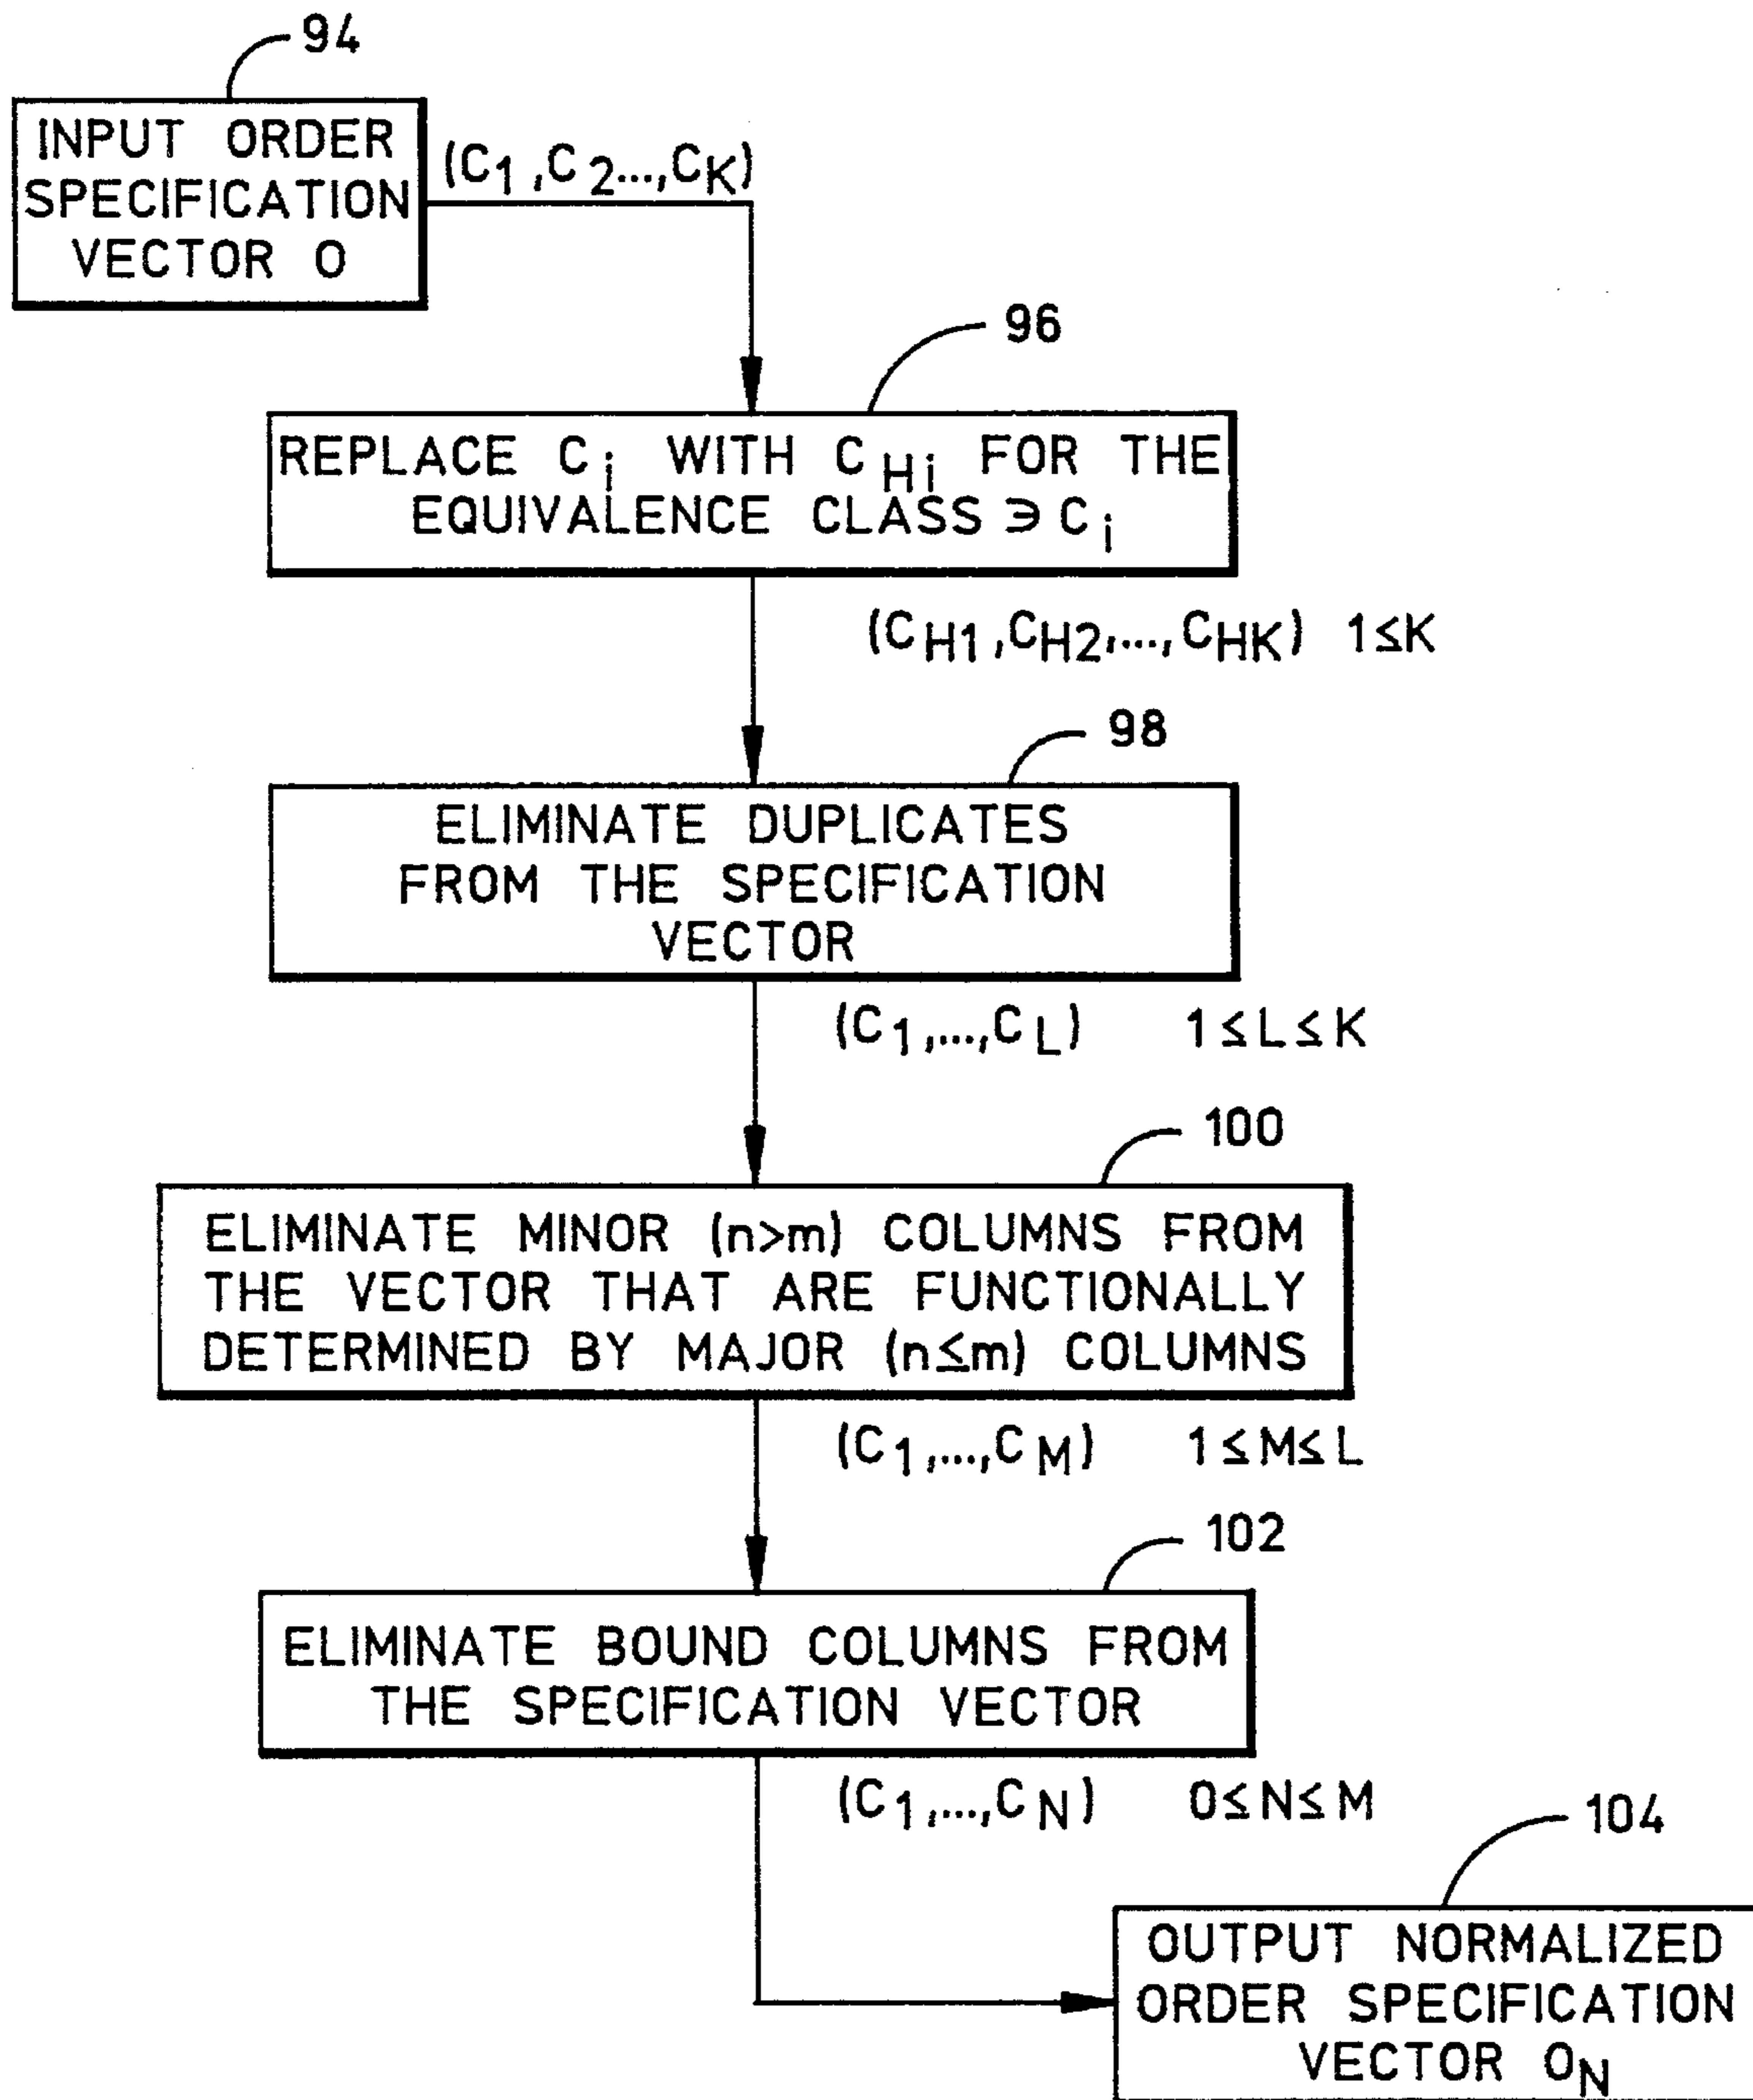 94
INPUT ORDER
SPECIFICATION
VECTOR O
(C1,C2...,CK)
96
REPLACE Ci WITH CHi FOR THE
EQUIVALENCE CLASS ∋ Ci
(CH1,CH2,...,CHK) 1≤K
98
ELIMINATE DUPLICATES
FROM THE SPECIFICATION
VECTOR
(C1,...,CL) 1≤L≤K
100
ELIMINATE MINOR (n>m) COLUMNS FROM
THE VECTOR THAT ARE FUNCTIONALLY
DETERMINED BY MAJOR (n≤m) COLUMNS
(C1,...,CM) 1≤M≤L
102
ELIMINATE BOUND COLUMNS FROM
THE SPECIFICATION VECTOR
(C1,...,CN) 0≤N≤M
104
OUTPUT NORMALIZED
ORDER SPECIFICATION
VECTOR ON